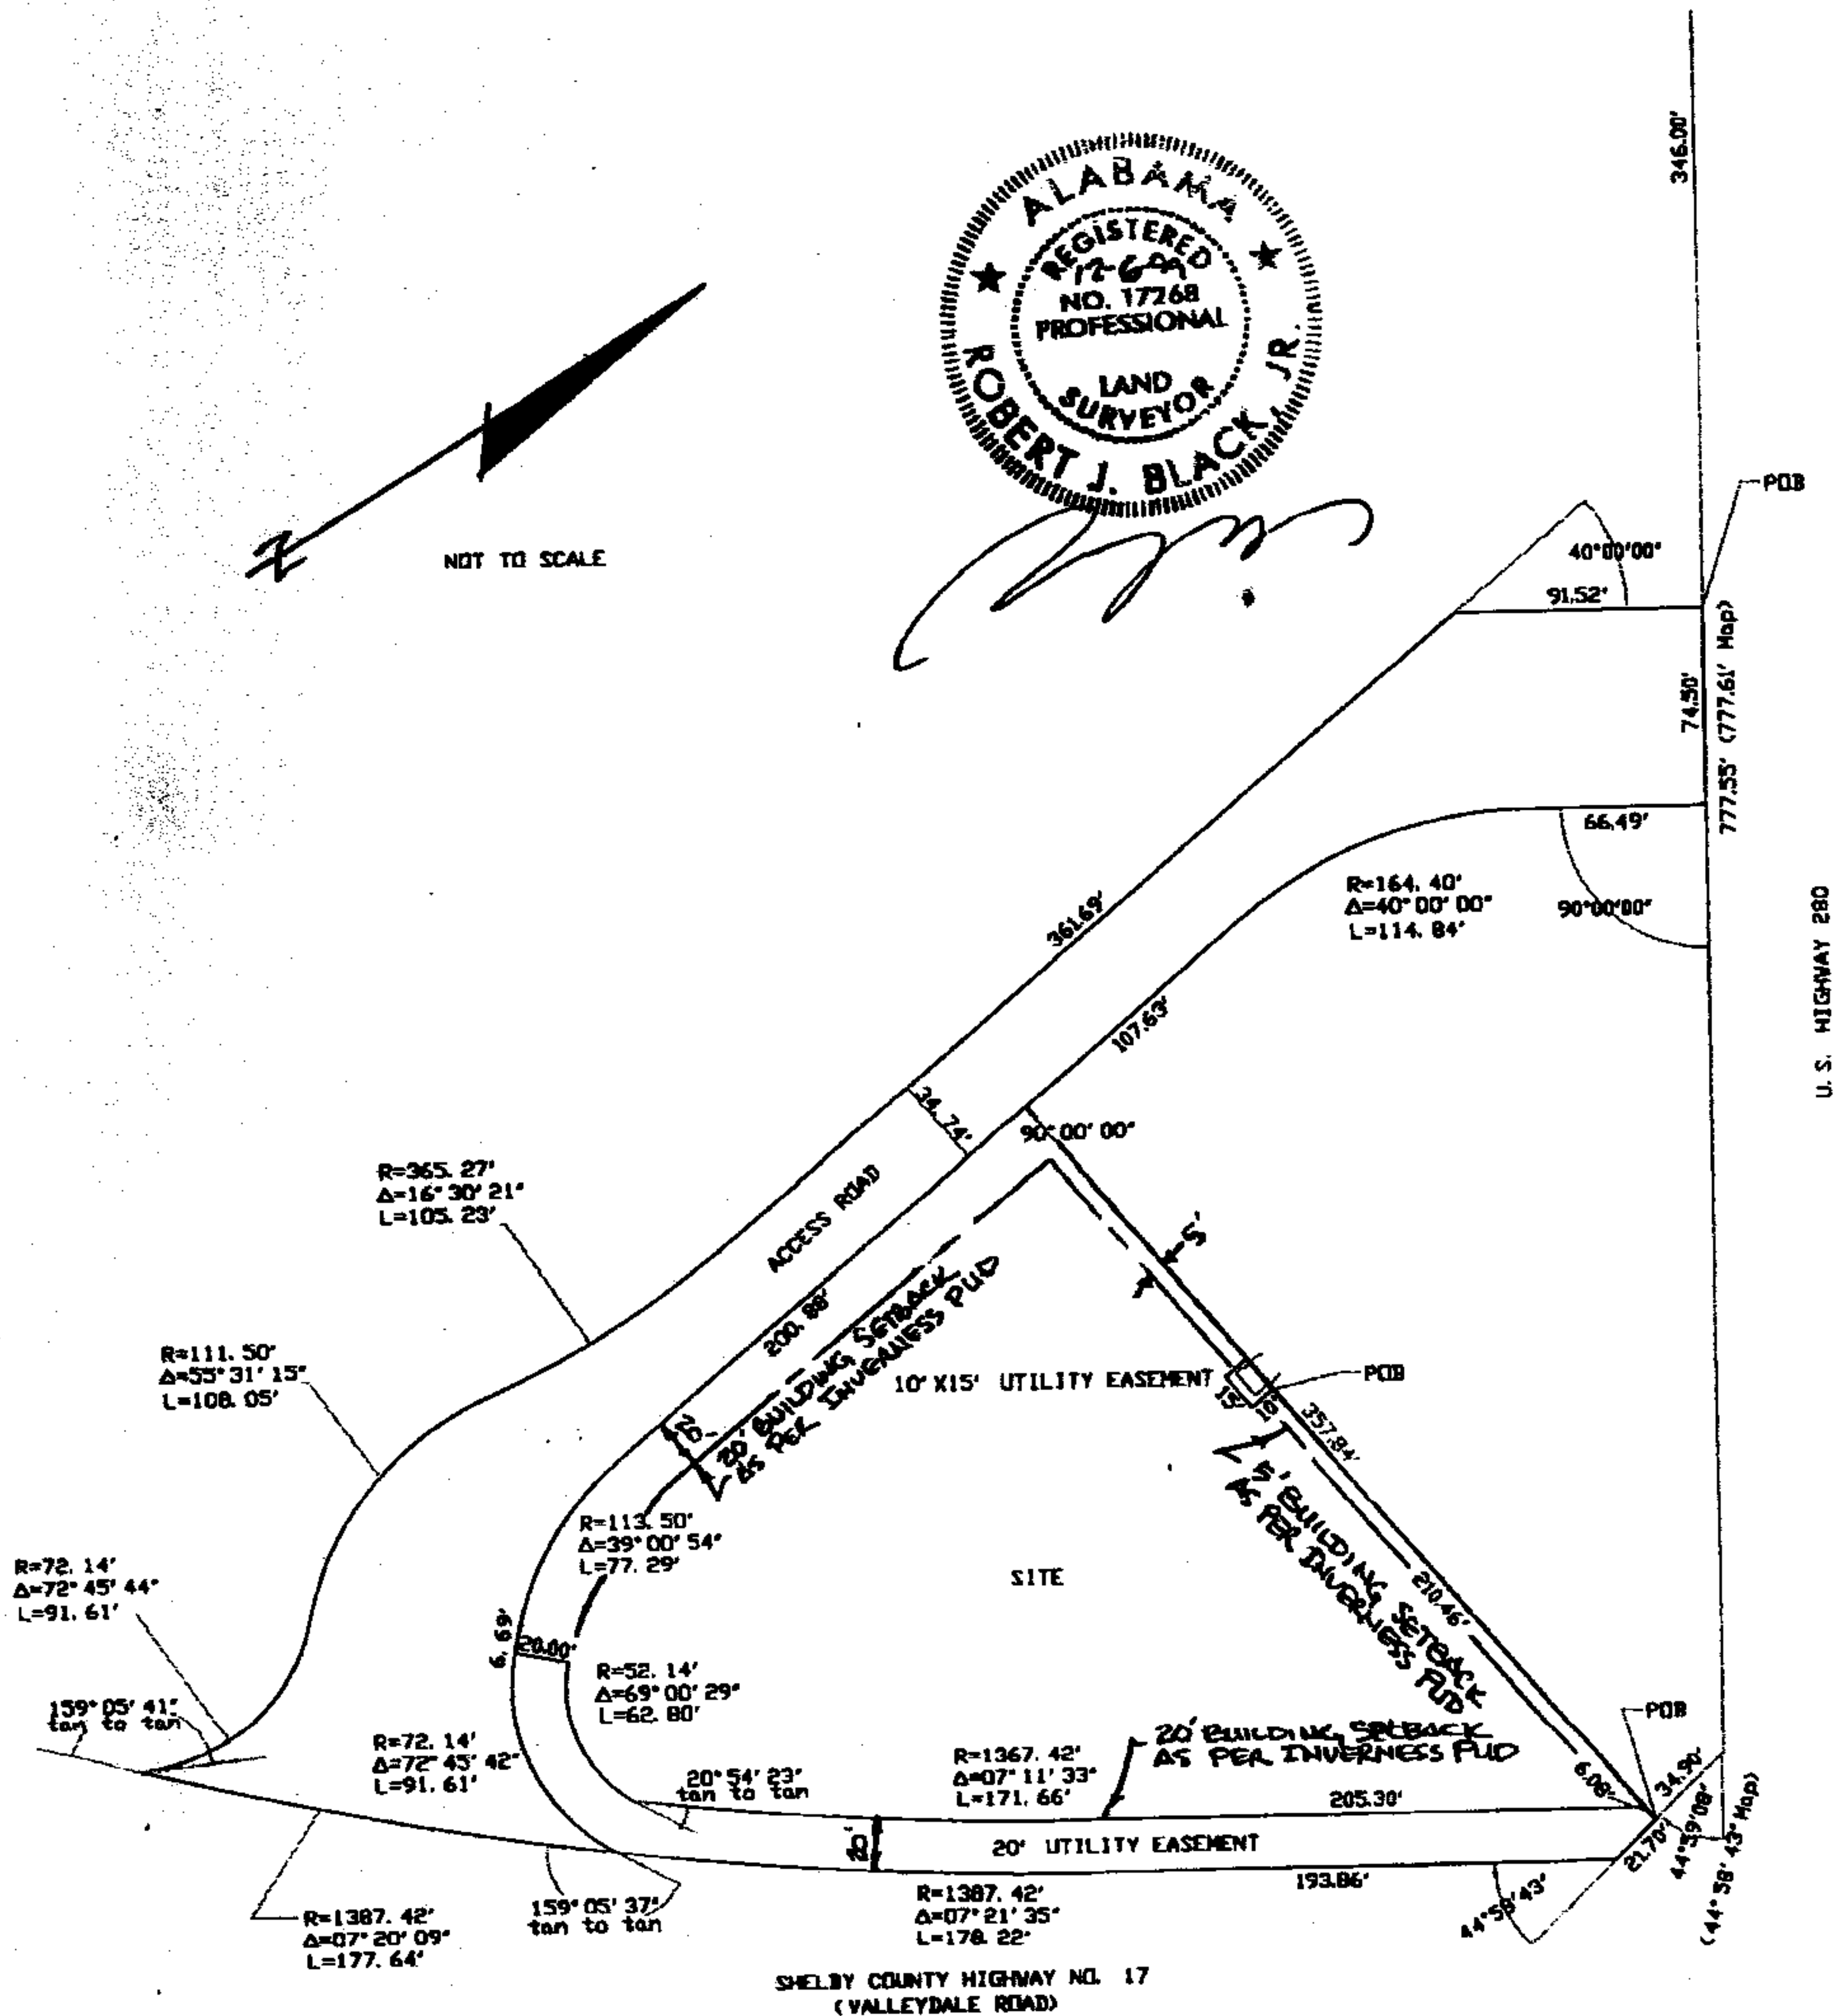 346.00'
ALABAMA
REGISTERED
12-6-99
NO. 17268
PROFESSIONAL
LAND
SURVEYOR
ROBERT J. BLACK, JR.
N
NOT TO SCALE
POB
40°00'00"
91.52'
74.50'
777.55' (777.61' Map)
66.49'
R=164. 40'
Δ=40° 00' 00"
L=114. 84'
90°00'00"
U. S. HIGHWAY 280
361.69'
107.63'
34.74'
90° 00' 00"
R=365. 27'
Δ=16° 30' 21"
L=105. 23'
ACCESS ROAD
5'
200. 88'
20' BUILDING SETBACK
AS PER INVERNESS PUD
R=111. 50'
Δ=55° 31' 15"
L=108. 05'
10' X15' UTILITY EASEMENT
POB
15'
10'
357.84'
20'
5' BUILDING SETBACK
AS PER INVERNESS PUD
R=113. 50'
Δ=39° 00' 54"
L=77. 29'
SITE
R=72. 14'
Δ=72° 45' 44"
L=91. 61'
210.46'
6. 69'
20.00'
R=52. 14'
Δ=69° 00' 29"
L=62. 80'
159° 05' 41"
tan to tan
POB
R=72. 14'
Δ=72° 45' 42"
L=91. 61'
20° 54' 23"
tan to tan
R=1367. 42'
Δ=07° 11' 33"
L=171. 66'
20' BUILDING SETBACK
AS PER INVERNESS PUD
205.30'
6.08'
34.90'
20'
20' UTILITY EASEMENT
21.70'
44°59'08"
(44° 58' 43" Map)
193.86'
44°58'43"
R=1387. 42'
Δ=07° 20' 09"
L=177. 64'
159° 05' 37"
tan to tan
R=1387. 42'
Δ=07° 21' 35"
L=178. 22'
SHELBY COUNTY HIGHWAY NO. 17
(VALLEYDALE ROAD)